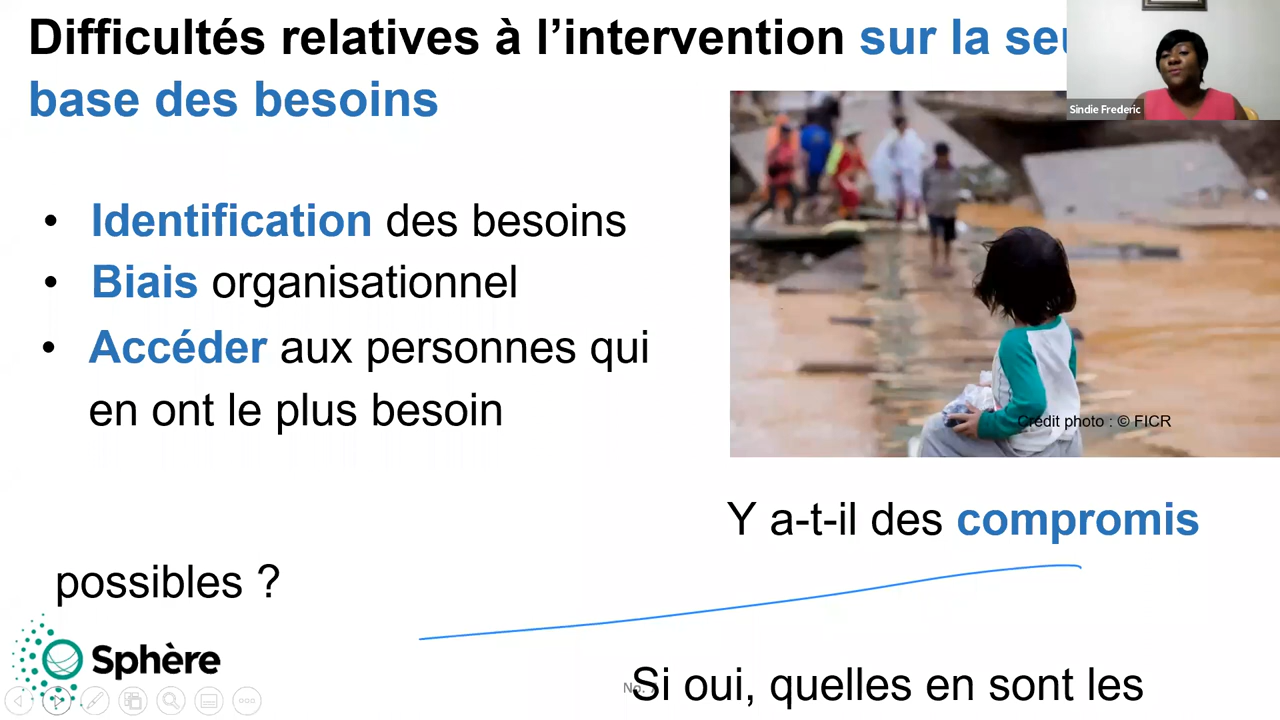 Difficultés relatives à l’intervention sur la seu
base des besoins
Sindie Frederic
• Identification des besoins
• Biais organisationnel
• Accéder aux personnes qui
en ont le plus besoin
Crédit photo : © FICR
Y a-t-il des compromis
possibles ?
Sphère
No.
Si oui, quelles en sont les